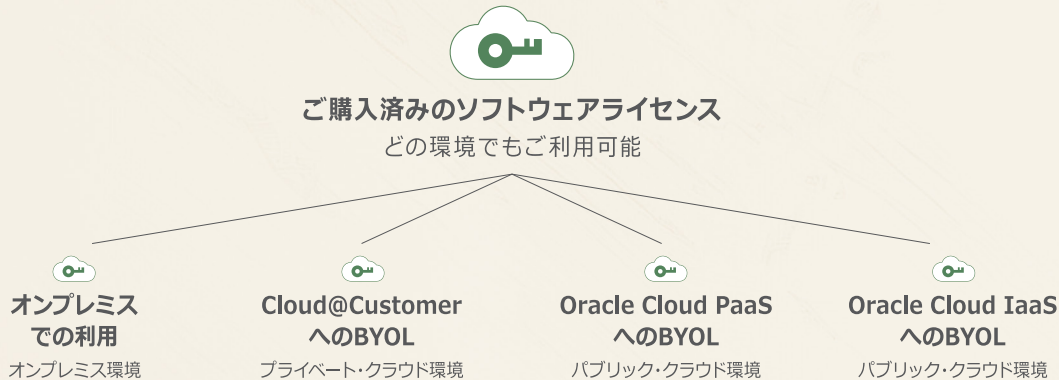 ご購入済みのソフトウェアライセンス
どの環境でもご利用可能
オンプレミス
での利用
オンプレミス環境
Cloud@Customer
へのBYOL
プライベート・クラウド環境
Oracle Cloud PaaS
へのBYOL
パブリック・クラウド環境
Oracle Cloud IaaS
へのBYOL
パブリック・クラウド環境